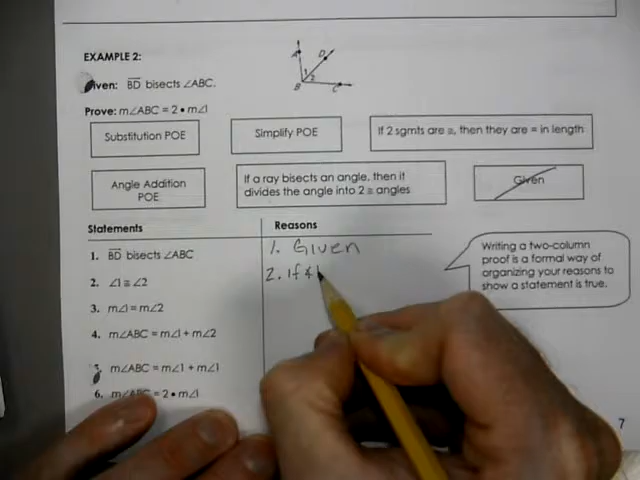 EXAMPLE 2:
A
D
1
2
B
C
iven: BD bisects ∠ABC.
Prove: m∠ABC = 2 • m∠1
Substitution POE
Simplify POE
If 2 sgmts are ≅, then they are = in length
Angle Addition
POE
If a ray bisects an angle, then it
divides the angle into 2 ≅ angles
Given
Statements
Reasons
1. BD bisects ∠ABC
1. Given
2. ∠1 ≅ ∠2
2. If
3. m∠1 = m∠2
4. m∠ABC = m∠1 + m∠2
5. m∠ABC = m∠1 + m∠1
6. m∠ABC = 2 • m∠1
Writing a two-column
proof is a formal way of
organizing your reasons to
show a statement is true.
7